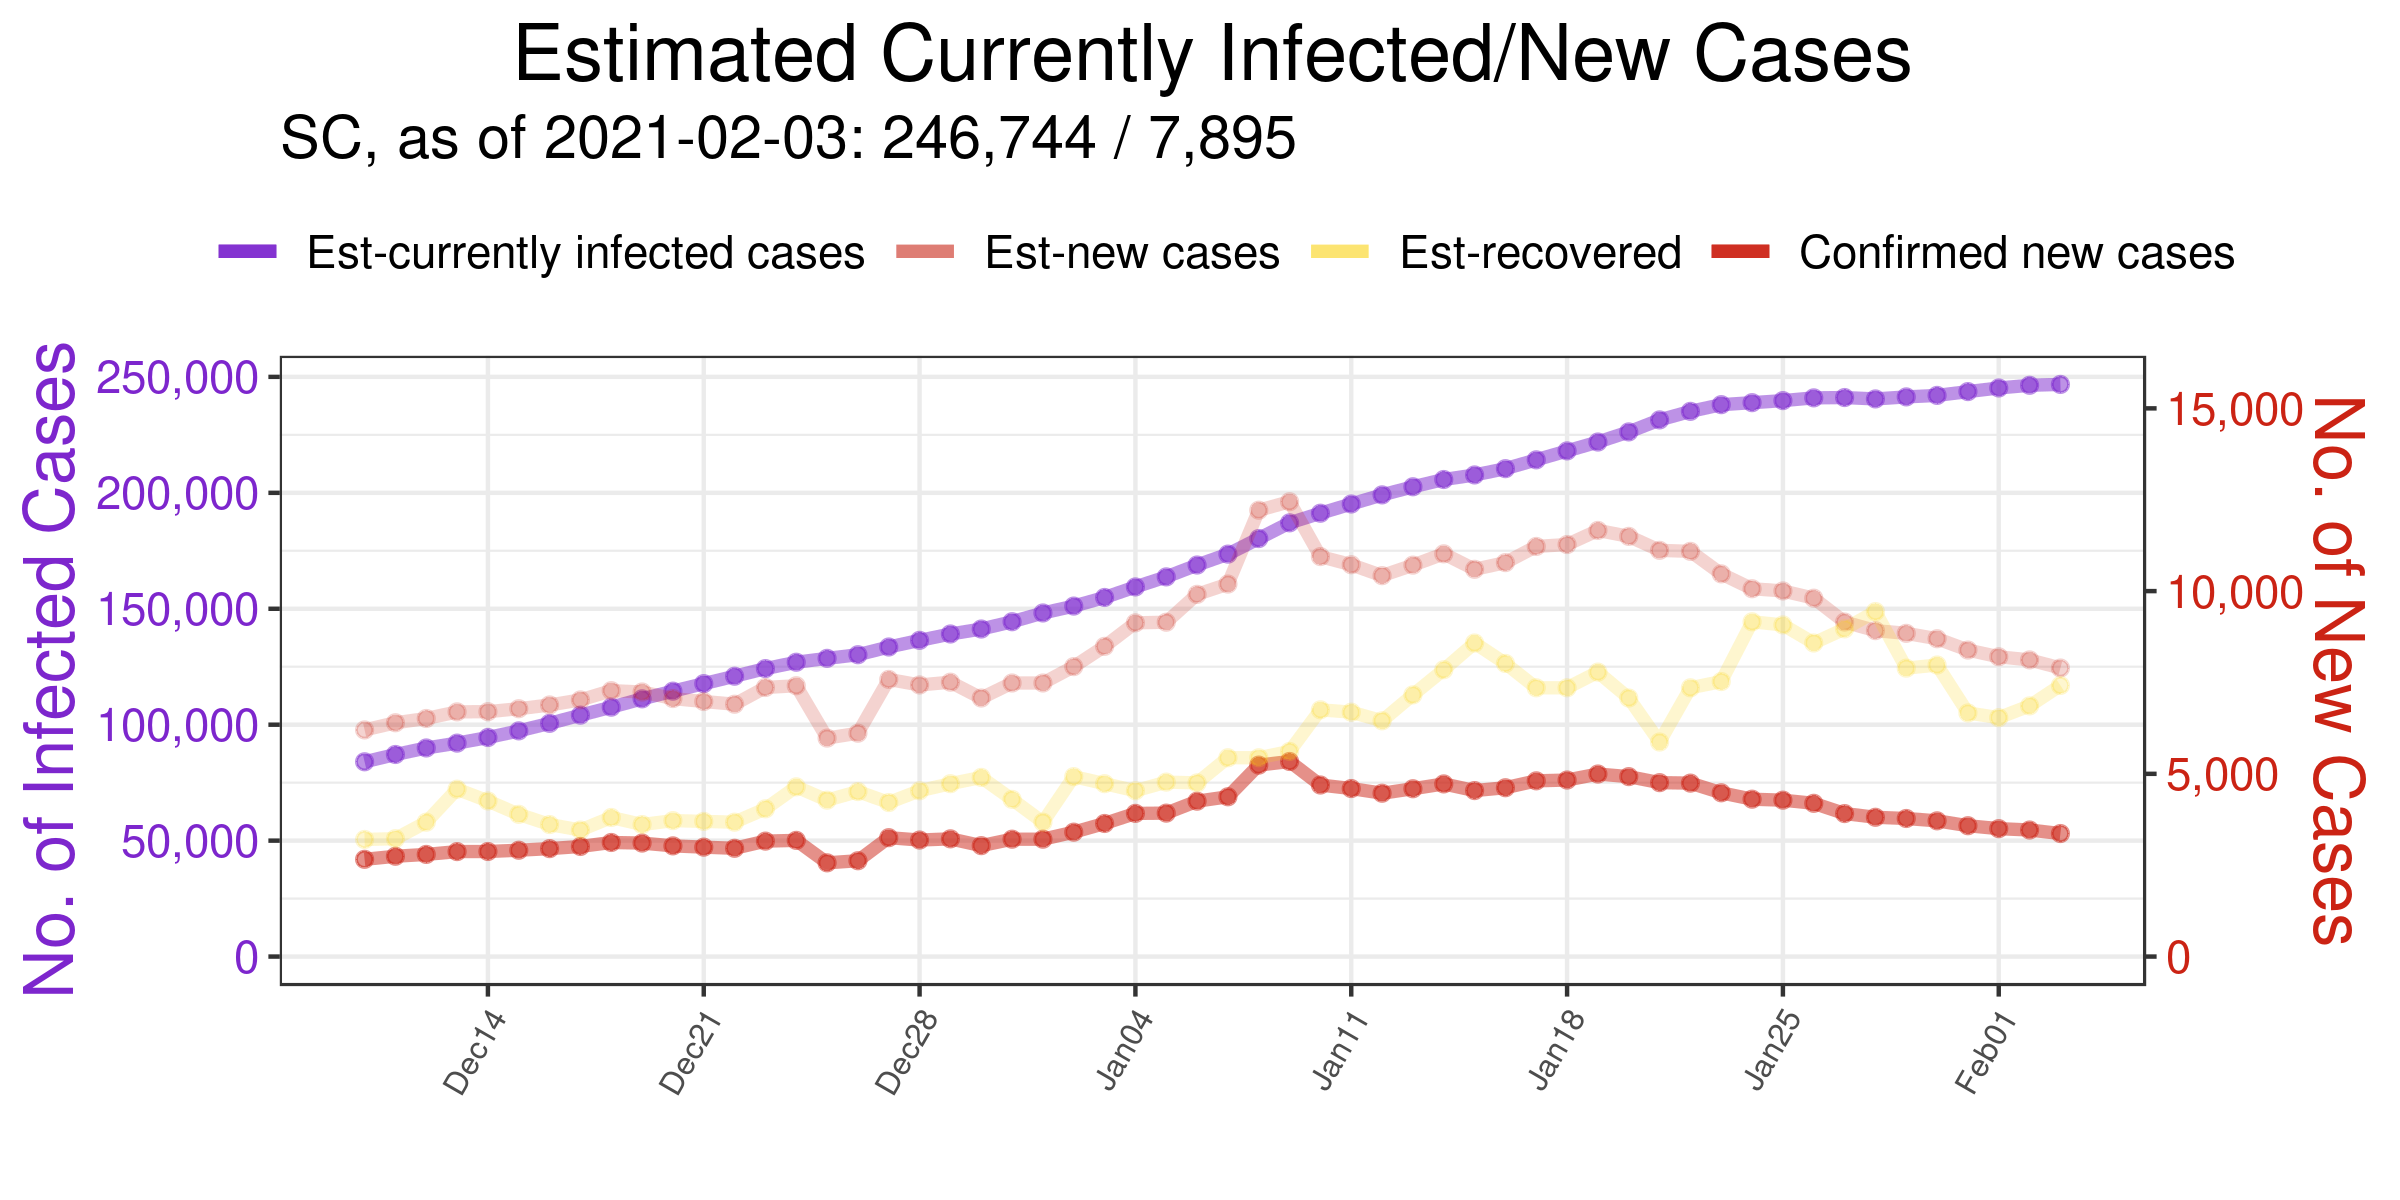 Estimated Currently Infected/New Cases
SC, as of 2021-02-03: 246,744 / 7,895
Est-currently infected cases Est-new cases Est-recovered Confirmed new cases
No. of Infected Cases
250,000
200,000
150,000
100,000
50,000
0
15,000
10,000
5,000
0
No. of New Cases
Dec14 Dec21 Dec28 Jan04 Jan11 Jan18 Jan25 Feb01